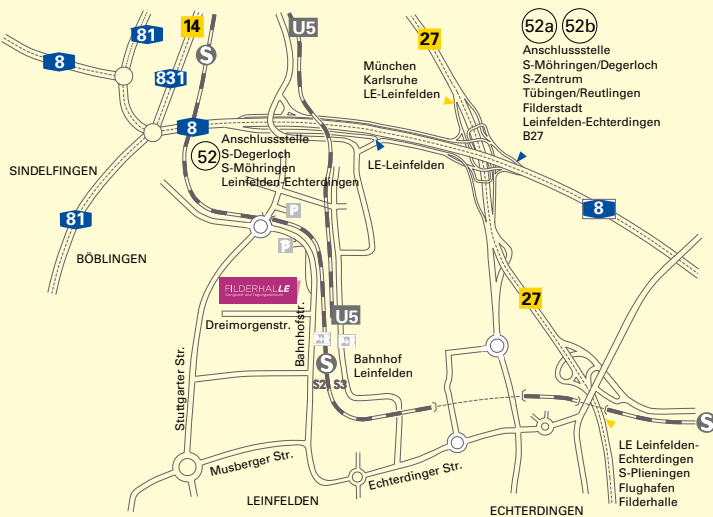 81
14
U5
27
52a 52b
Anschlussstelle
S-Möhringen/Degerloch
S-Zentrum
Tübingen/Reutlingen
Filderstadt
Leinfelden-Echterdingen
B27
8
831
S
München
Karlsruhe
LE-Leinfelden
8
52
Anschlussstelle
S-Degerloch
S-Möhringen
Leinfelden-Echterdingen
LE-Leinfelden
SINDELFINGEN
81
8
P
P
BÖBLINGEN
FILDERHALLE
Kongress- und Tagungszentrum
27
Dreimorgenstr.
Bahnhofstr.
U5
Stuttgarter Str.
S
S2/S3
Bahnhof
Leinfelden
S
LE Leinfelden-
Echterdingen
S-Plieningen
Flughafen
Filderhalle
Musberger Str.
Echterdinger Str.
LEINFELDEN
ECHTERDINGEN